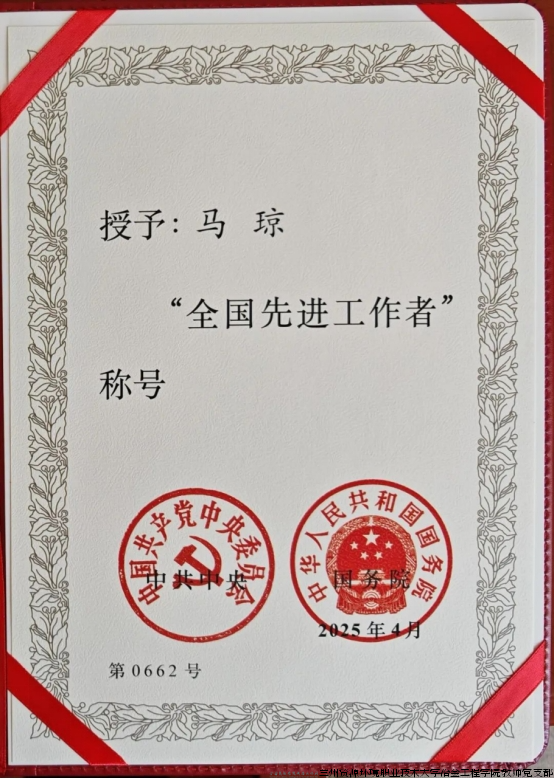 授予：马 琼
“全国先进工作者”
称号
中国共产党中央委员会
中共中央
中华人民共和国国务院
国务院
2025年4月
第0662号